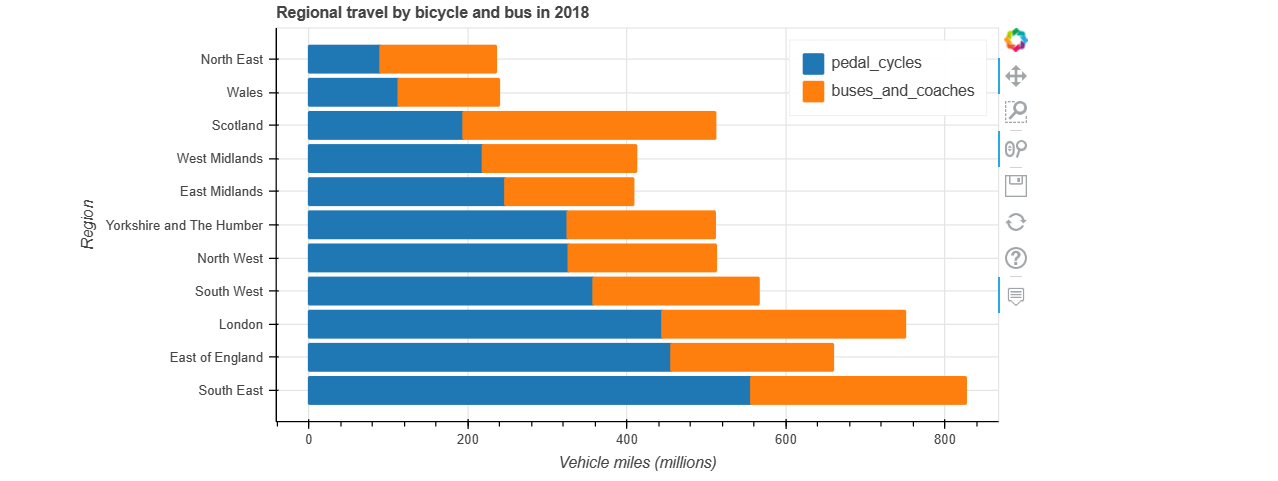 Regional travel by bicycle and bus in 2018
pedal_cycles
buses_and_coaches
Region
North East
Wales
Scotland
West Midlands
East Midlands
Yorkshire and The Humber
North West
South West
London
East of England
South East
0 200 400 600 800
Vehicle miles (millions)